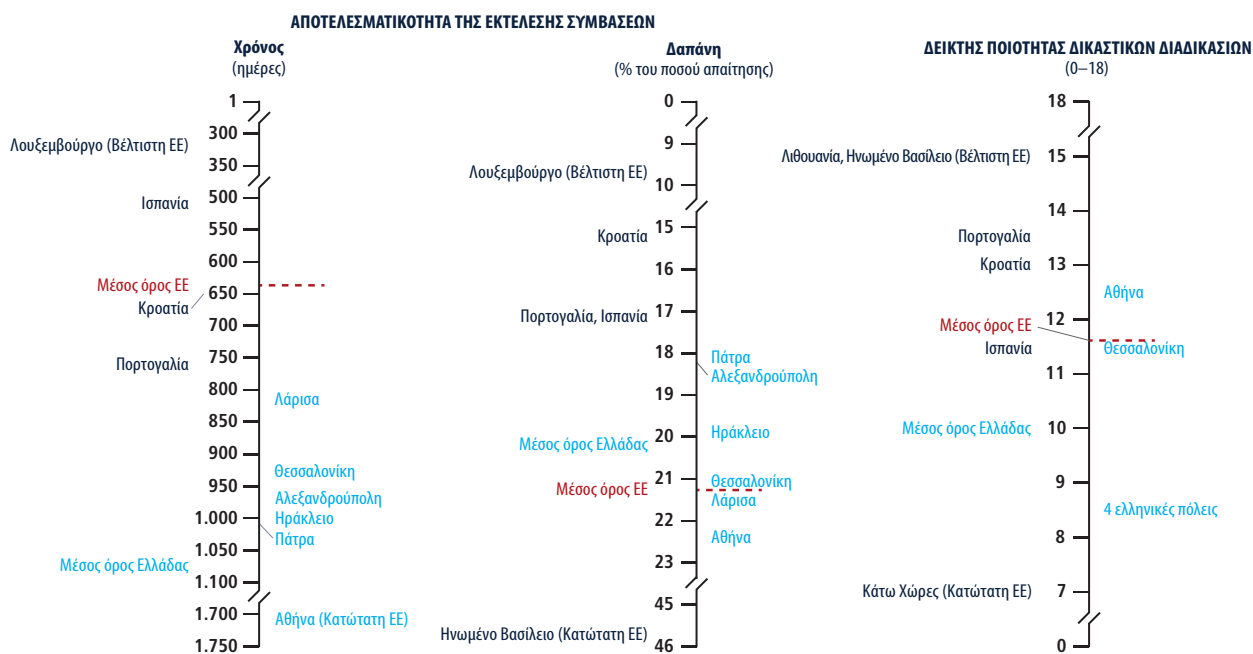 ΑΠΟΤΕΛΕΣΜΑΤΙΚΟΤΗΤΑ ΤΗΣ ΕΚΤΕΛΕΣΗΣ ΣΥΜΒΑΣΕΩΝ
Χρόνος
(ημέρες)
1
300
Λουξεμβούργο (Βέλτιστη ΕΕ)
350
500
Ισπανία
550
600
Μέσος όρος ΕΕ
650
Κροατία
700
750
Πορτογαλία
800
Λάρισα
850
900
Θεσσαλονίκη
950
Αλεξανδρούπολη
1.000
Ηράκλειο
Πάτρα
1.050
Μέσος όρος Ελλάδας
1.100
1.700
Αθήνα (Κατώτατη ΕΕ)
1.750
Δαπάνη
(% του ποσού απαίτησης)
0
9
Λουξεμβούργο (Βέλτιστη ΕΕ)
10
15
Κροατία
16
17
Πορτογαλία, Ισπανία
18
Πάτρα
Αλεξανδρούπολη
19
20
Ηράκλειο
Μέσος όρος Ελλάδας
21
Θεσσαλονίκη
Μέσος όρος ΕΕ
Λάρισα
22
Αθήνα
23
45
Ηνωμένο Βασίλειο (Κατώτατη ΕΕ)
46
ΔΕΙΚΤΗΣ ΠΟΙΟΤΗΤΑΣ ΔΙΚΑΣΤΙΚΩΝ ΔΙΑΔΙΚΑΣΙΩΝ
(0–18)
18
Λιθουανία, Ηνωμένο Βασίλειο (Βέλτιστη ΕΕ)
15
14
Πορτογαλία
Κροατία
13
Αθήνα
12
Μέσος όρος ΕΕ
Ισπανία
Θεσσαλονίκη
11
Μέσος όρος Ελλάδας
10
9
4 ελληνικές πόλεις
8
Κάτω Χώρες (Κατώτατη ΕΕ)
7
0